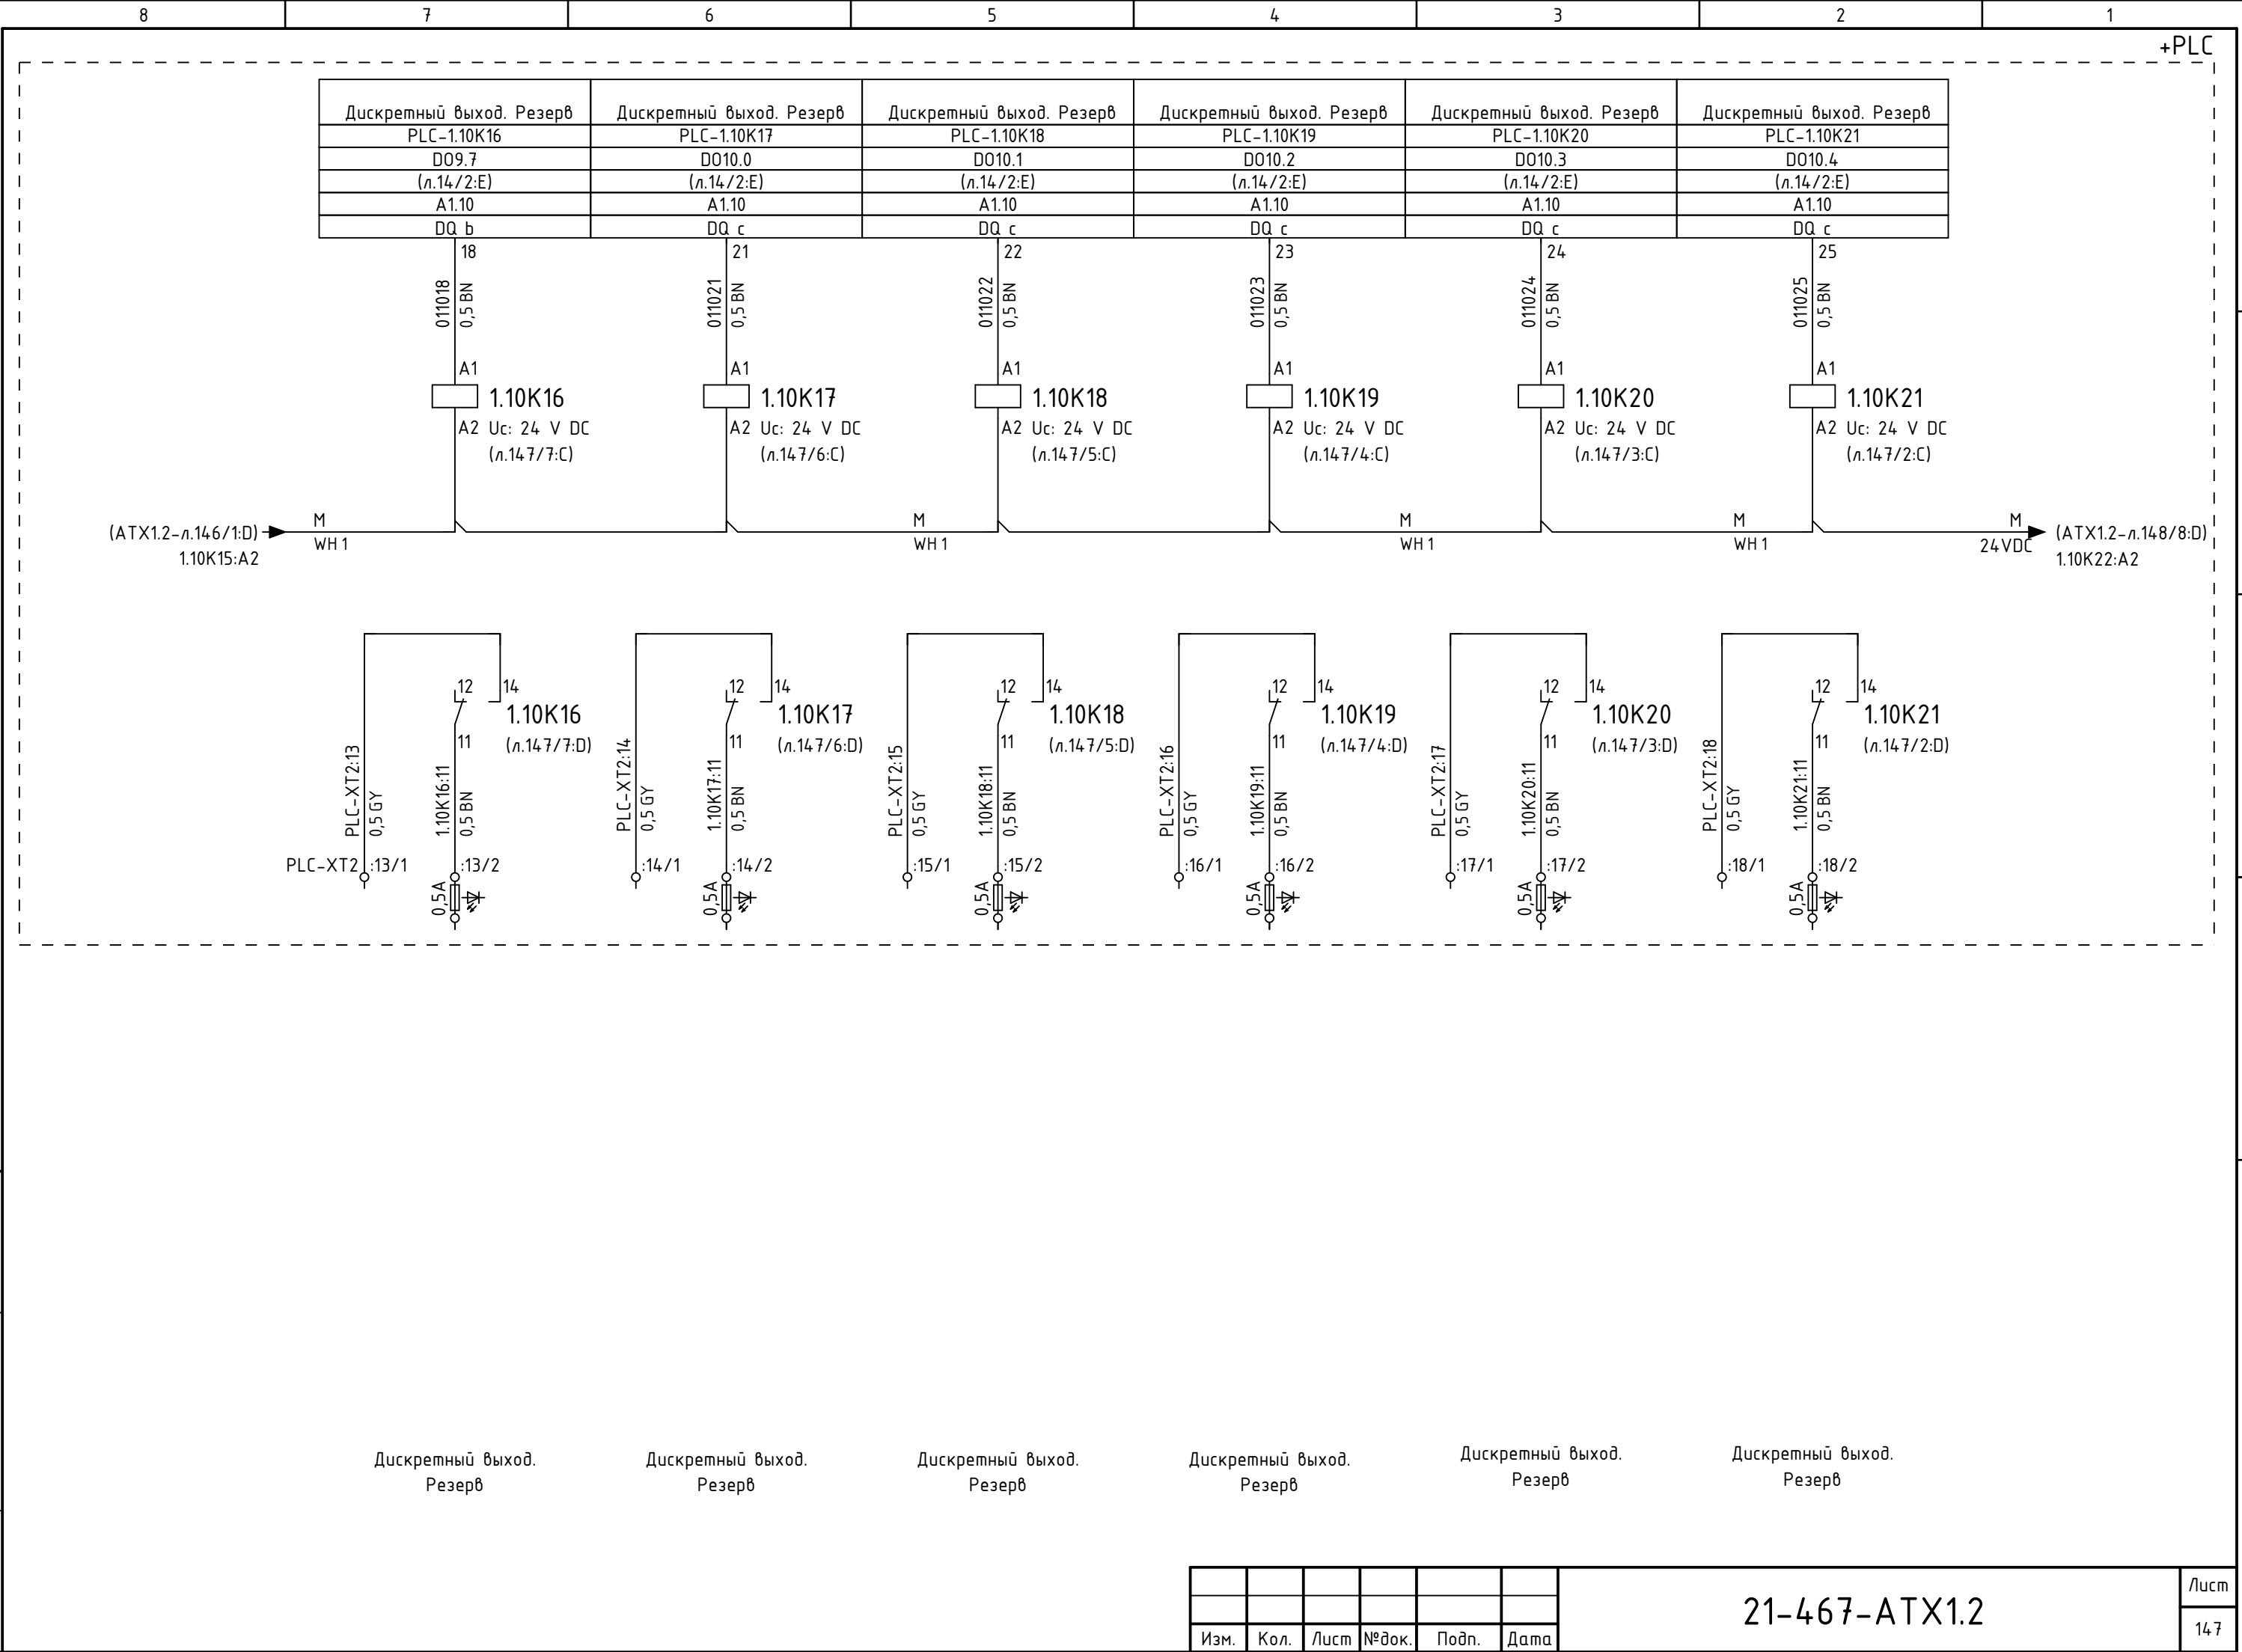 8 7 6 5 4 3 2 1
+PLC
Дискретный выход. Резерв Дискретный выход. Резерв Дискретный выход. Резерв Дискретный выход. Резерв Дискретный выход. Резерв Дискретный выход. Резерв
PLC-1.10K16 PLC-1.10K17 PLC-1.10K18 PLC-1.10K19 PLC-1.10K20 PLC-1.10K21
DO9.7 DO10.0 DO10.1 DO10.2 DO10.3 DO10.4
(л.14/2:E) (л.14/2:E) (л.14/2:E) (л.14/2:E) (л.14/2:E) (л.14/2:E)
A1.10 A1.10 A1.10 A1.10 A1.10 A1.10
DQ b DQ c DQ c DQ c DQ c DQ c
18 21 22 23 24 25
011018 0,5 BN 011021 0,5 BN 011022 0,5 BN 011023 0,5 BN 011024 0,5 BN 011025 0,5 BN
A1 A1 A1 A1 A1 A1
1.10K16 1.10K17 1.10K18 1.10K19 1.10K20 1.10K21
A2 Uc: 24 V DC A2 Uc: 24 V DC A2 Uc: 24 V DC A2 Uc: 24 V DC A2 Uc: 24 V DC A2 Uc: 24 V DC
(л.147/7:C) (л.147/6:C) (л.147/5:C) (л.147/4:C) (л.147/3:C) (л.147/2:C)
M M M M M
(ATX1.2-л.146/1:D) (ATX1.2-л.148/8:D)
WH 1 WH 1 WH 1 WH 1 24VDC
1.10K15:A2 1.10K22:A2
12 14 12 14 12 14 12 14 12 14 12 14
1.10K16 1.10K17 1.10K18 1.10K19 1.10K20 1.10K21
11 (л.147/7:D) 11 (л.147/6:D) 11 (л.147/5:D) 11 (л.147/4:D) 11 (л.147/3:D) 11 (л.147/2:D)
PLC-XT2:13 0,5 GY 1.10K16:11 0,5 BN PLC-XT2:14 0,5 GY 1.10K17:11 0,5 BN PLC-XT2:15 0,5 GY 1.10K18:11 0,5 BN PLC-XT2:16 0,5 GY 1.10K19:11 0,5 BN PLC-XT2:17 0,5 GY 1.10K20:11 0,5 BN PLC-XT2:18 0,5 GY 1.10K21:11 0,5 BN
PLC-XT2 :13/1 :13/2 :14/1 :14/2 :15/1 :15/2 :16/1 :16/2 :17/1 :17/2 :18/1 :18/2
0,5A 0,5A 0,5A 0,5A 0,5A 0,5A
Дискретный выход. Дискретный выход. Дискретный выход. Дискретный выход. Дискретный выход. Дискретный выход.
Резерв Резерв Резерв Резерв Резерв Резерв
Изм. Кол. Лист №док. Подп. Дата
21-467-ATX1.2
Лист
147